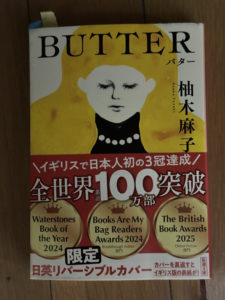 BUTTER
バター
柚木麻子
イギリスで日本人初の3冠達成
全世界100万部突破
Waterstones
Book of
the Year
2024
Books Are My
Bag Readers
Awards 2024
The British
Book Awards
2025
限定
日英リバーシブルカバー
カバーを裏返すと
イギリス版の表紙が!